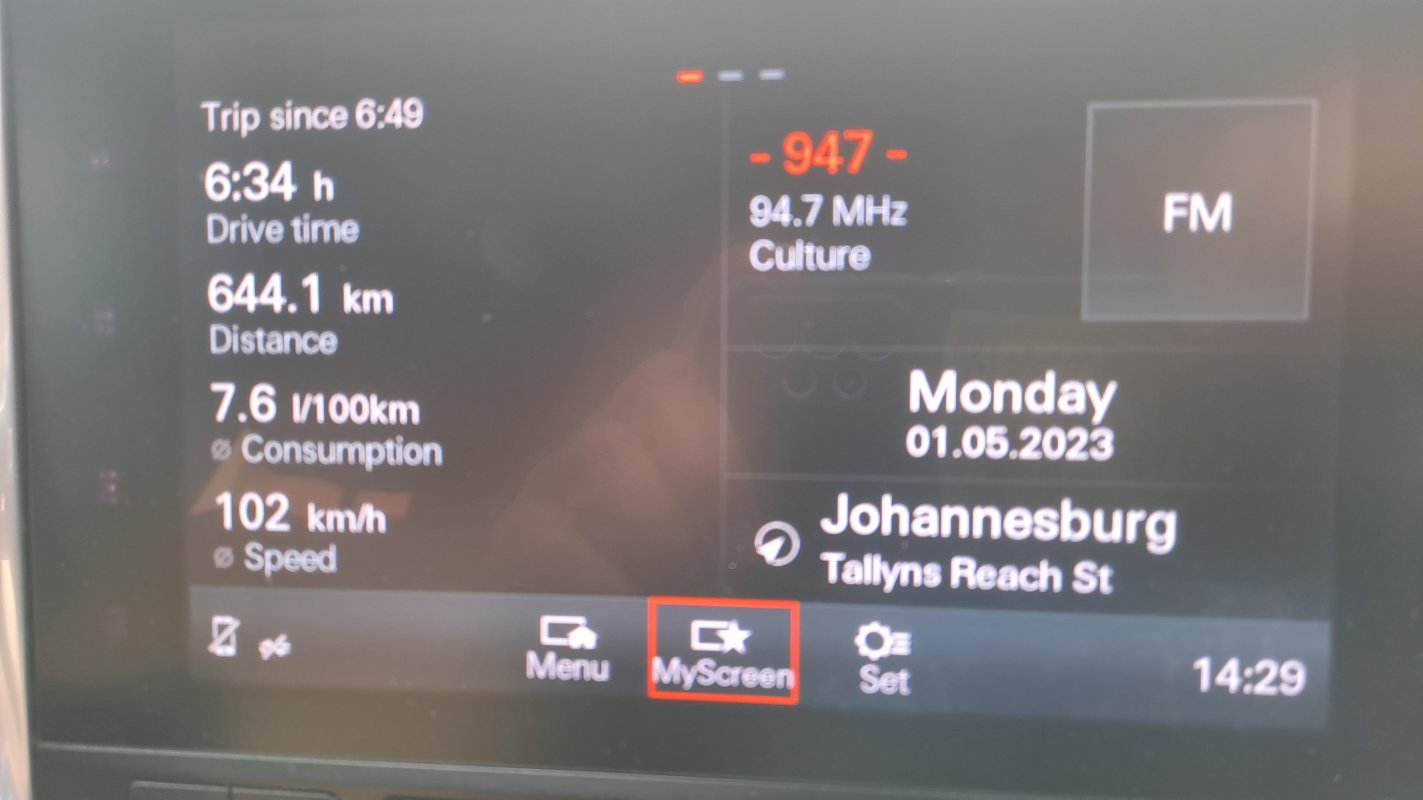 Trip since 6:49
6:34 h
Drive time
644.1 km
Distance
7.6 l/100km
ø Consumption
102 km/h
ø Speed
- 947 -
94.7 MHz
Culture
FM
Monday
01.05.2023
Johannesburg
Tallyns Reach St
Menu
MyScreen
Set
14:29